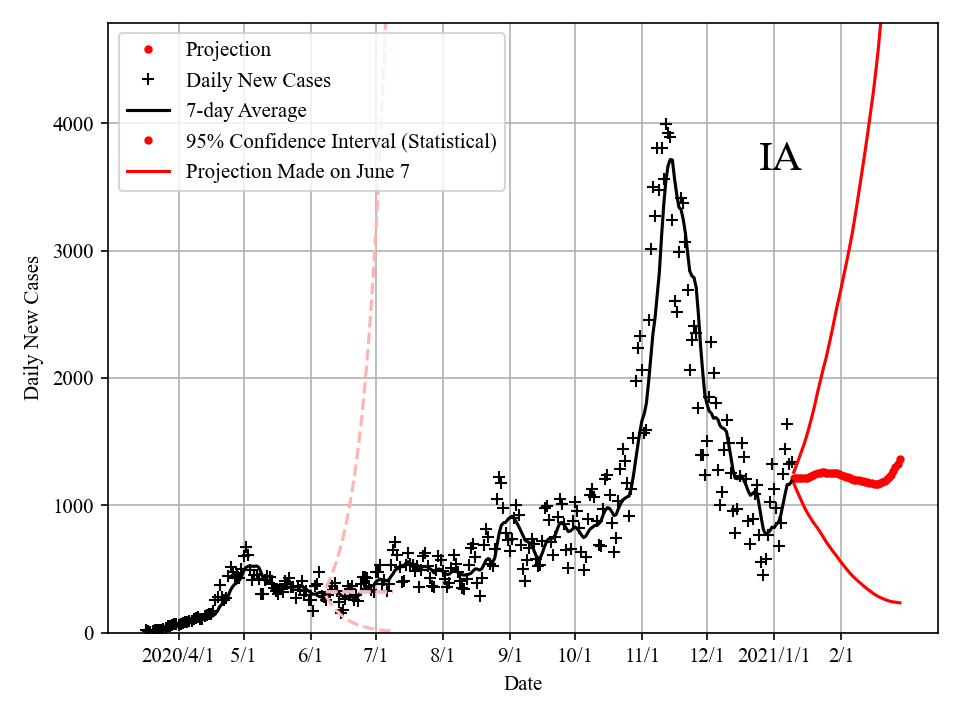 Projection
Daily New Cases
7-day Average
95% Confidence Interval (Statistical)
Projection Made on June 7
IA
4000
3000
2000
1000
0
Daily New Cases
2020/4/1 5/1 6/1 7/1 8/1 9/1 10/1 11/1 12/1 2021/1/1 2/1
Date